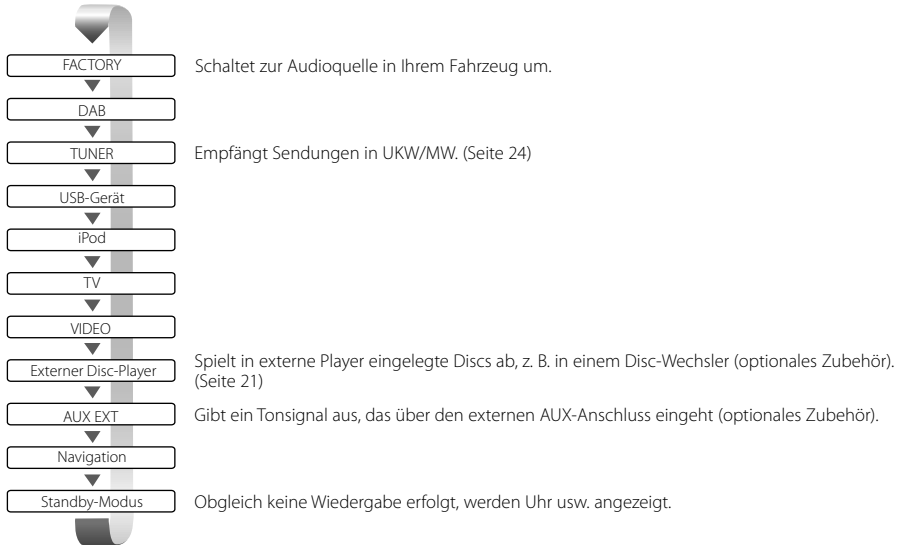 FACTORY Schaltet zur Audioquelle in Ihrem Fahrzeug um.
DAB
TUNER Empfängt Sendungen in UKW/MW. (Seite 24)
USB-Gerät
iPod
TV
VIDEO
Externer Disc-Player Spielt in externe Player eingelegte Discs ab, z. B. in einem Disc-Wechsler (optionales Zubehör).
(Seite 21)
AUX EXT Gibt ein Tonsignal aus, das über den externen AUX-Anschluss eingeht (optionales Zubehör).
Navigation
Standby-Modus Obgleich keine Wiedergabe erfolgt, werden Uhr usw. angezeigt.